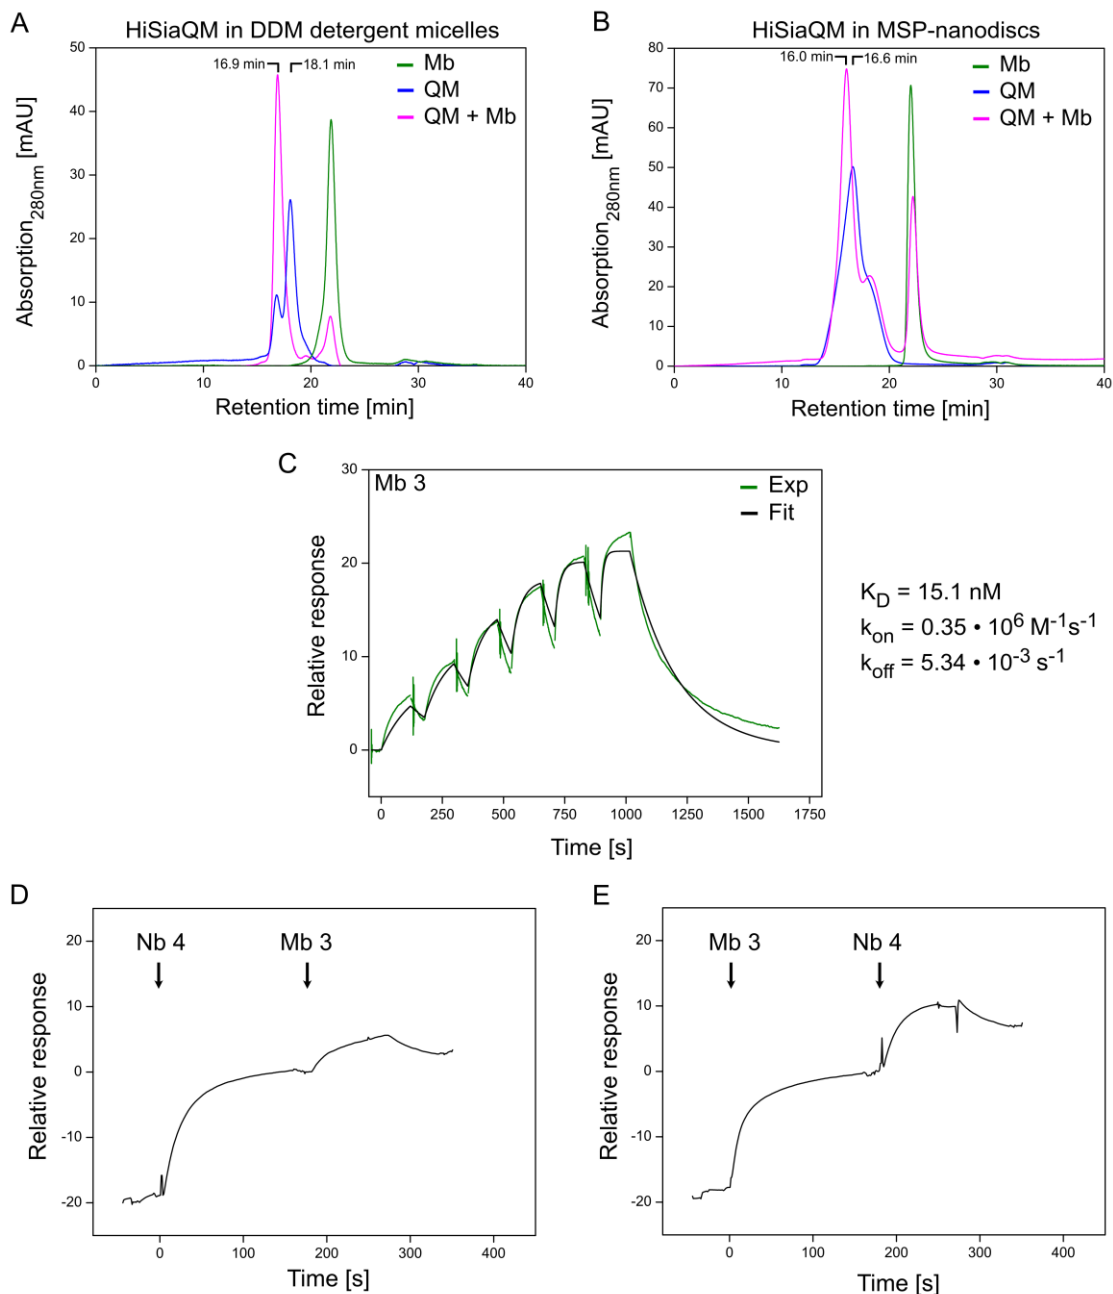 A
HiSiaQM in DDM detergent micelles
50
40
30
20
10
0
Absorption280nm [mAU]
16.9 min
18.1 min
Mb
QM
QM + Mb
0 10 20 30 40
Retention time [min]
B
HiSiaQM in MSP-nanodiscs
80
70
60
50
40
30
20
10
0
Absorption280nm [mAU]
16.0 min
16.6 min
Mb
QM
QM + Mb
0 10 20 30 40
Retention time [min]
C
30
20
10
0
Relative response
Mb 3
Exp
Fit
0 250 500 750 1000 1250 1500 1750
Time [s]
KD = 15.1 nM
kon = 0.35 • 10⁶ M⁻¹s⁻¹
koff = 5.34 • 10⁻³ s⁻¹
D
20
10
0
-10
-20
Relative response
Nb 4
Mb 3
0 100 200 300 400
Time [s]
E
20
10
0
-10
-20
Relative response
Mb 3
Nb 4
0 100 200 300 400
Time [s]